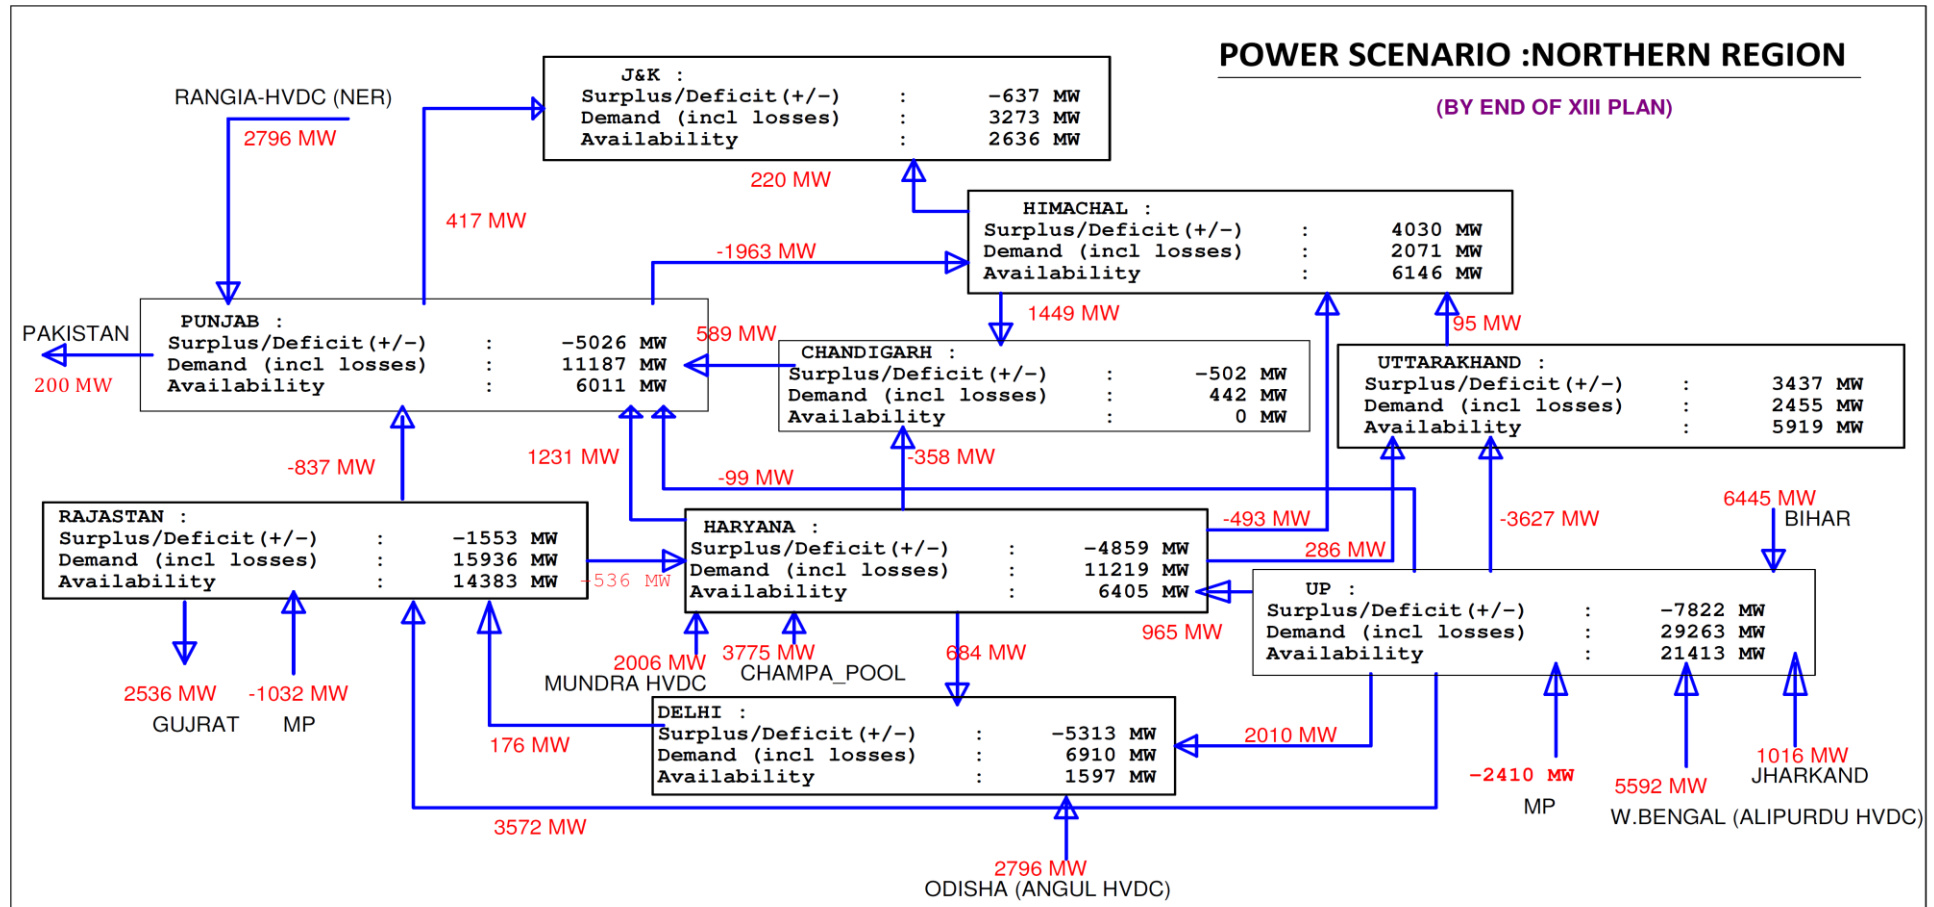 POWER SCENARIO :NORTHERN REGION
(BY END OF XIII PLAN)
RANGIA-HVDC (NER)
2796 MW
J&K :
Surplus/Deficit(+/-) : -637 MW
Demand (incl losses) : 3273 MW
Availability : 2636 MW
220 MW
417 MW
HIMACHAL :
Surplus/Deficit(+/-) : 4030 MW
Demand (incl losses) : 2071 MW
Availability : 6146 MW
-1963 MW
1449 MW
95 MW
PAKISTAN
200 MW
PUNJAB :
Surplus/Deficit(+/-) : -5026 MW
Demand (incl losses) : 11187 MW
Availability : 6011 MW
589 MW
CHANDIGARH :
Surplus/Deficit(+/-) : -502 MW
Demand (incl losses) : 442 MW
Availability : 0 MW
UTTARAKHAND :
Surplus/Deficit(+/-) : 3437 MW
Demand (incl losses) : 2455 MW
Availability : 5919 MW
-837 MW
1231 MW
-99 MW
-358 MW
-493 MW
286 MW
-3627 MW
6445 MW
BIHAR
RAJASTAN :
Surplus/Deficit(+/-) : -1553 MW
Demand (incl losses) : 15936 MW
Availability : 14383 MW
-536 MW
HARYANA :
Surplus/Deficit(+/-) : -4859 MW
Demand (incl losses) : 11219 MW
Availability : 6405 MW
965 MW
UP :
Surplus/Deficit(+/-) : -7822 MW
Demand (incl losses) : 29263 MW
Availability : 21413 MW
2536 MW
GUJRAT
-1032 MW
MP
2006 MW
MUNDRA HVDC
3775 MW
CHAMPA_POOL
684 MW
176 MW
DELHI :
Surplus/Deficit(+/-) : -5313 MW
Demand (incl losses) : 6910 MW
Availability : 1597 MW
2010 MW
-2410 MW
MP
5592 MW
W.BENGAL (ALIPURDU HVDC)
1016 MW
JHARKAND
3572 MW
2796 MW
ODISHA (ANGUL HVDC)